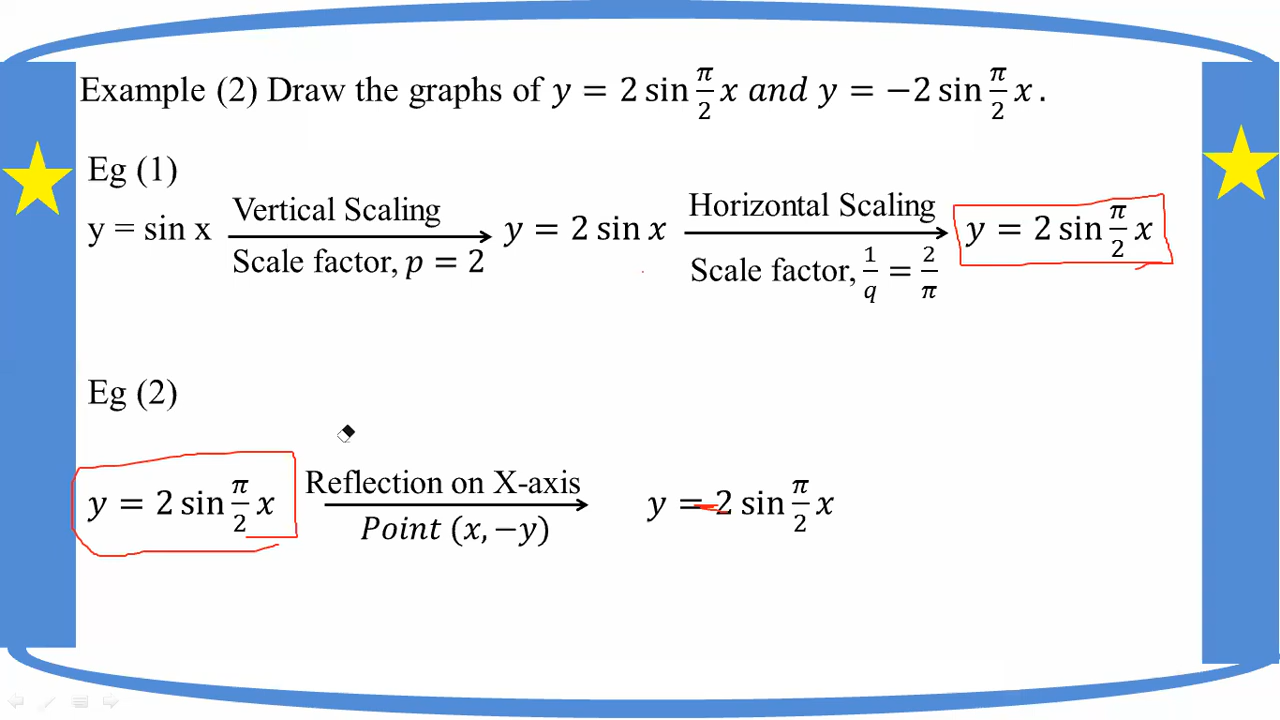 Example (2) Draw the graphs of y = 2 sin π/2 x and y = −2 sin π/2 x .
Eg (1)
y = sin x Vertical Scaling y = 2 sin x Horizontal Scaling y = 2 sin π/2 x
Scale factor, p = 2 Scale factor, 1/q = 2/π
Eg (2)
y = 2 sin π/2 x Reflection on X-axis y = -2 sin π/2 x
Point (x, −y)